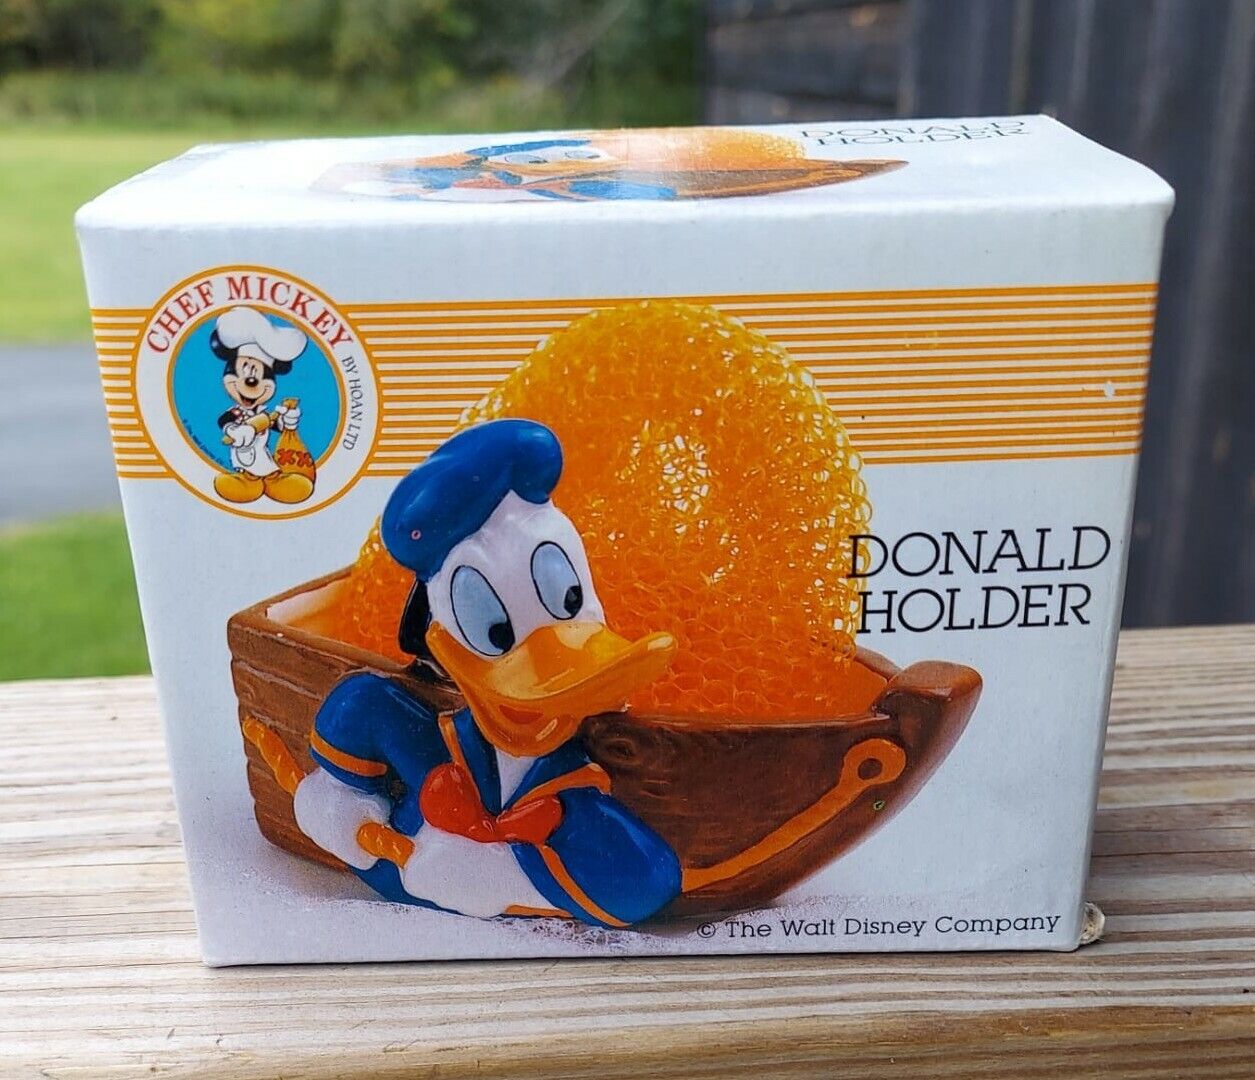 DONALD
HOLDER
CHEF MICKEY
BY HOAN LTD
DONALD
HOLDER
© The Walt Disney Company